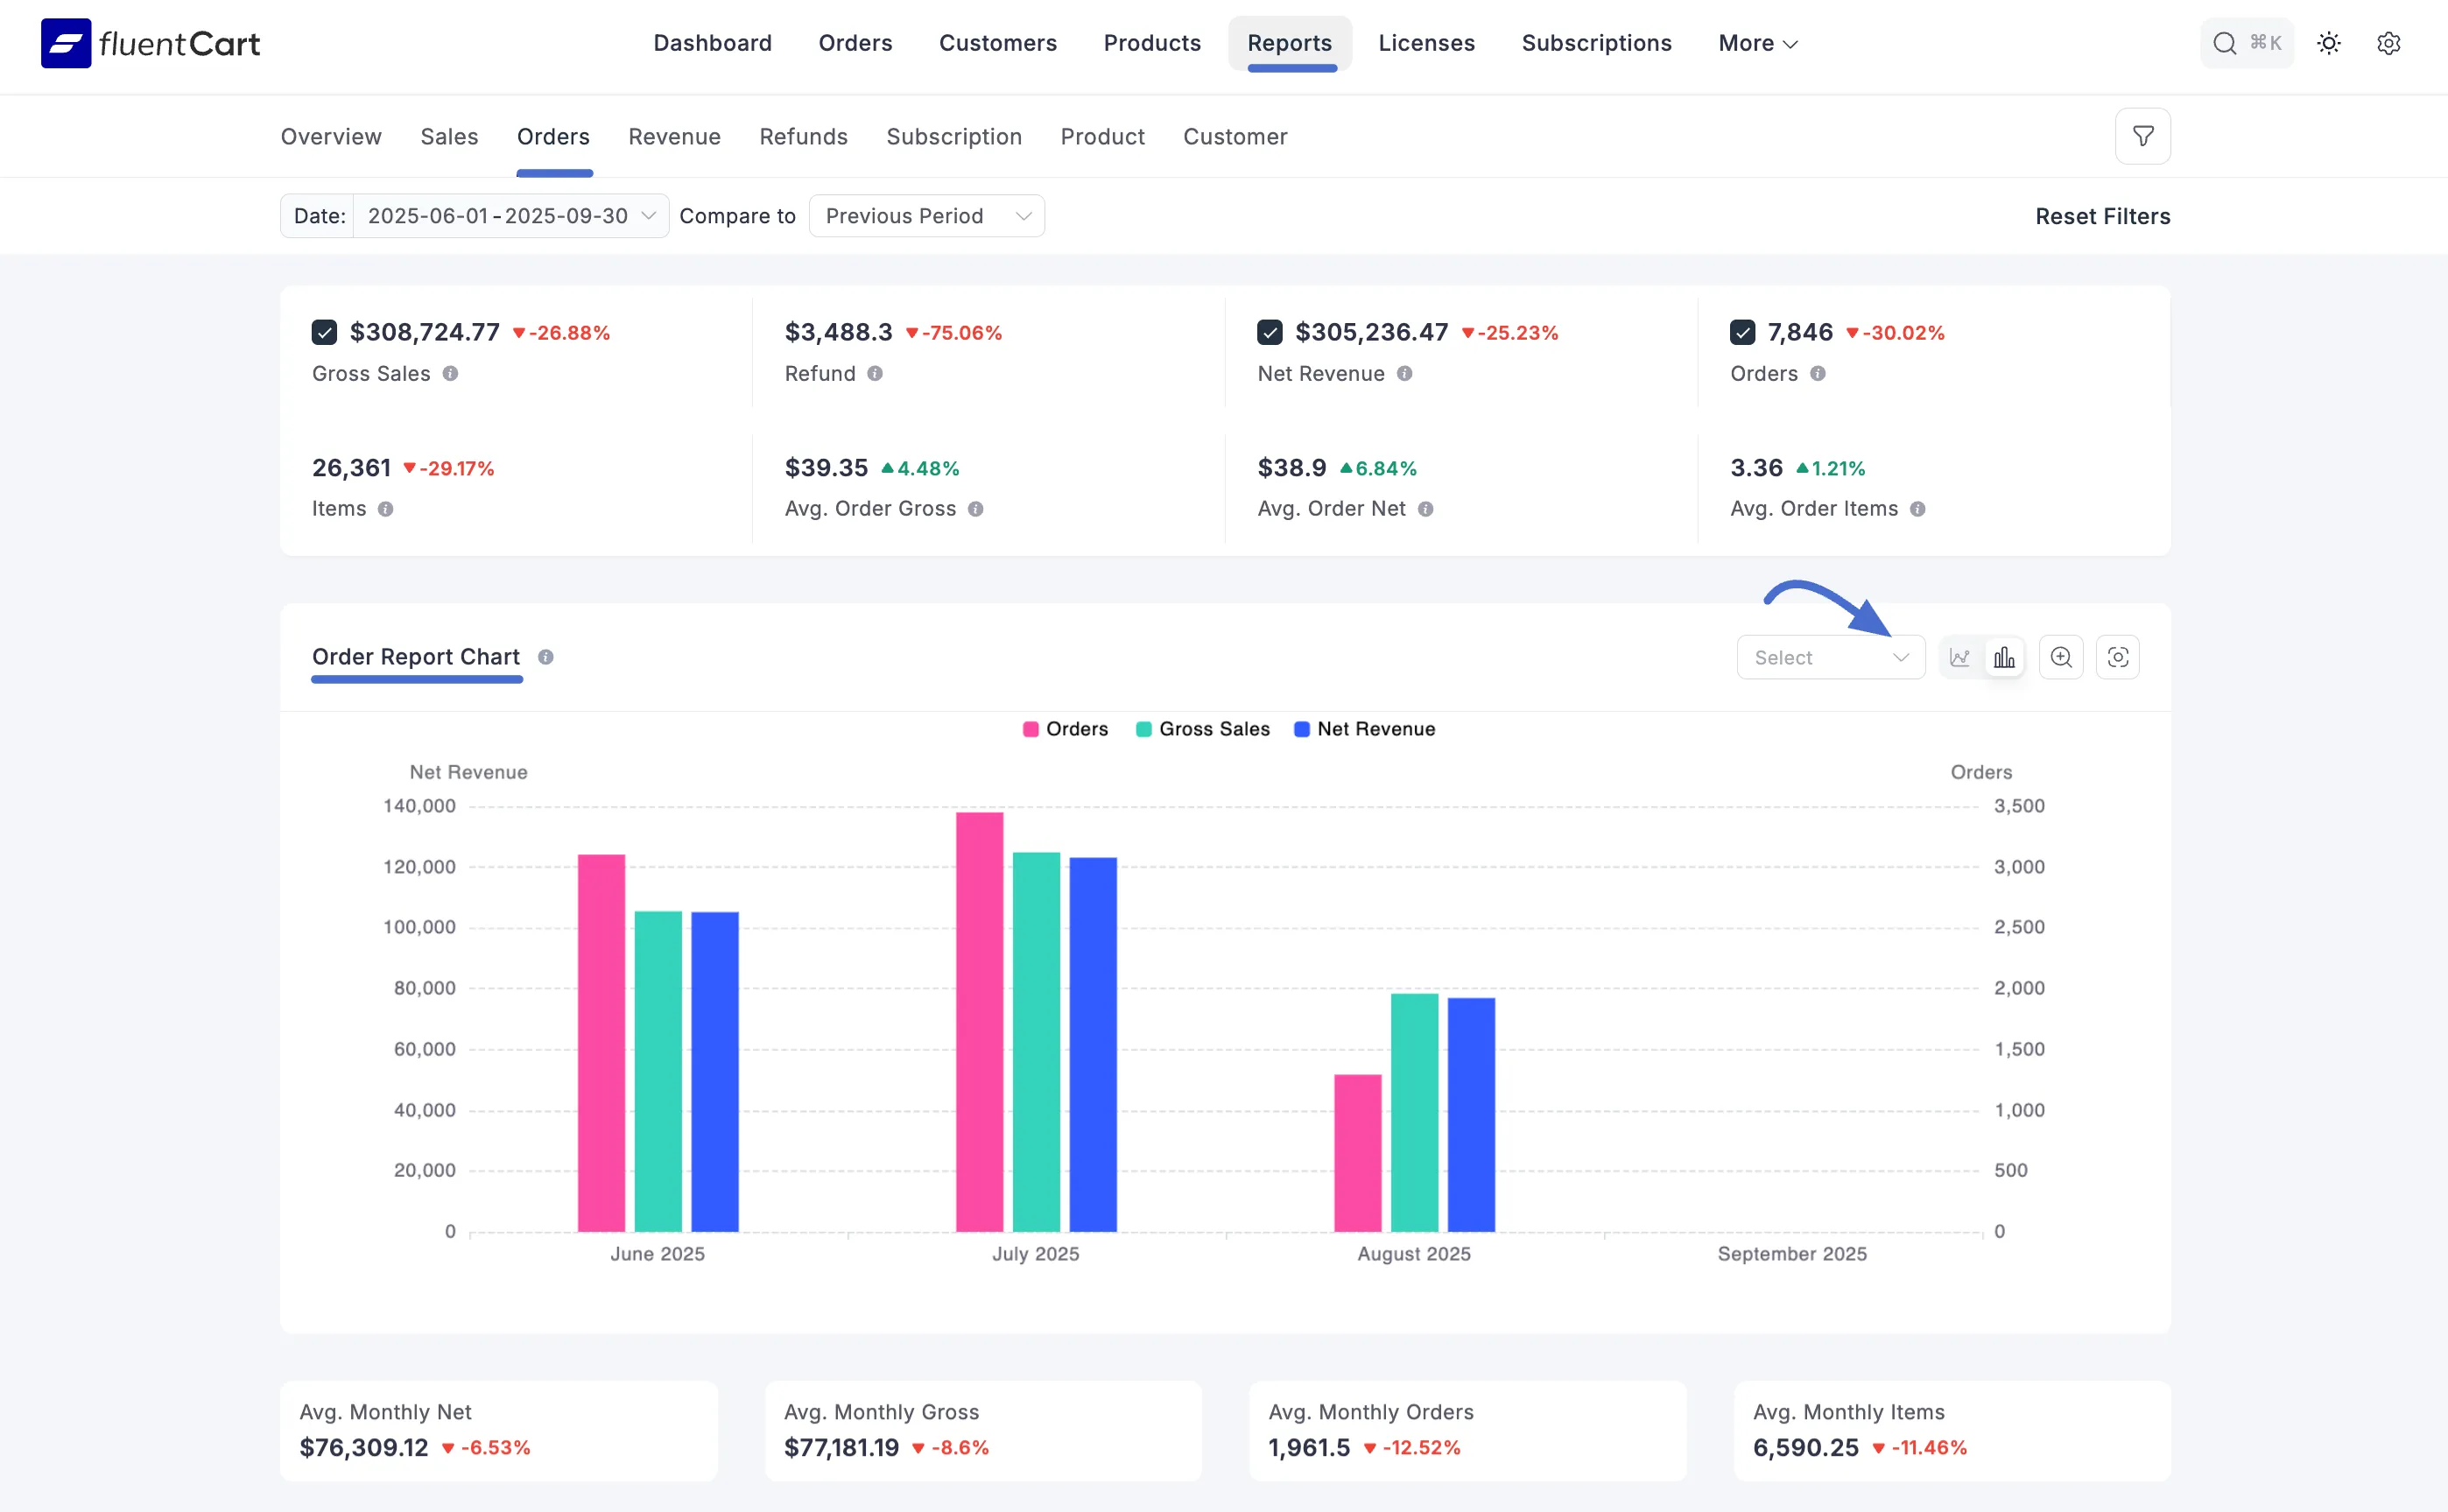 fluentCart
Dashboard Orders Customers Products Reports Licenses Subscriptions More
⌘K
Overview Sales Orders Revenue Refunds Subscription Product Customer
Date: 2025-06-01 - 2025-09-30 Compare to Previous Period
Reset Filters
$308,724.77 -26.88%
Gross Sales
$3,488.3 -75.06%
Refund
$305,236.47 -25.23%
Net Revenue
7,846 -30.02%
Orders
26,361 -29.17%
Items
$39.35 4.48%
Avg. Order Gross
$38.9 6.84%
Avg. Order Net
3.36 1.21%
Avg. Order Items
Order Report Chart
Select
Orders Gross Sales Net Revenue
Net Revenue Orders
140,000 3,500
120,000 3,000
100,000 2,500
80,000 2,000
60,000 1,500
40,000 1,000
20,000 500
0 0
June 2025 July 2025 August 2025 September 2025
Avg. Monthly Net
$76,309.12 -6.53%
Avg. Monthly Gross
$77,181.19 -8.6%
Avg. Monthly Orders
1,961.5 -12.52%
Avg. Monthly Items
6,590.25 -11.46%